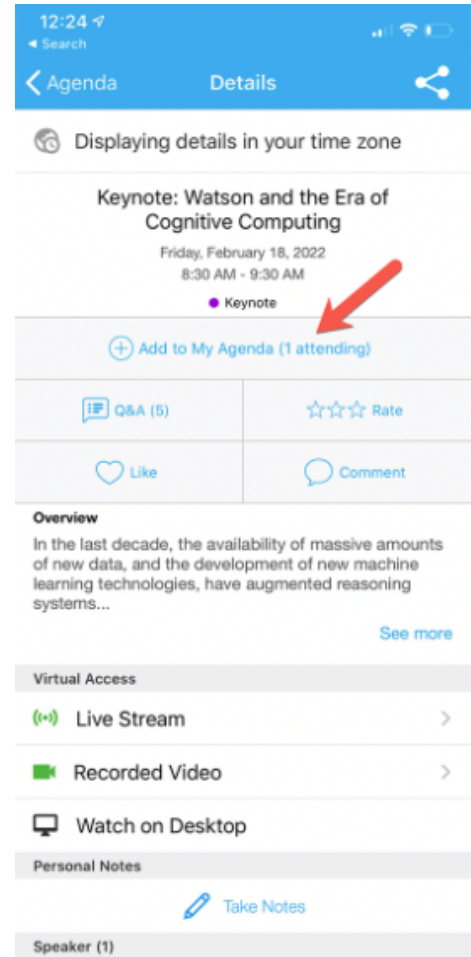 12:24
Search
Agenda
Details
Displaying details in your time zone
Keynote: Watson and the Era of
Cognitive Computing
Friday, February 18, 2022
8:30 AM - 9:30 AM
Keynote
Add to My Agenda (1 attending)
Q&A (5)
Rate
Like
Comment
Overview
In the last decade, the availability of massive amounts
of new data, and the development of new machine
learning technologies, have augmented reasoning
systems...
See more
Virtual Access
Live Stream
Recorded Video
Watch on Desktop
Personal Notes
Take Notes
Speaker (1)